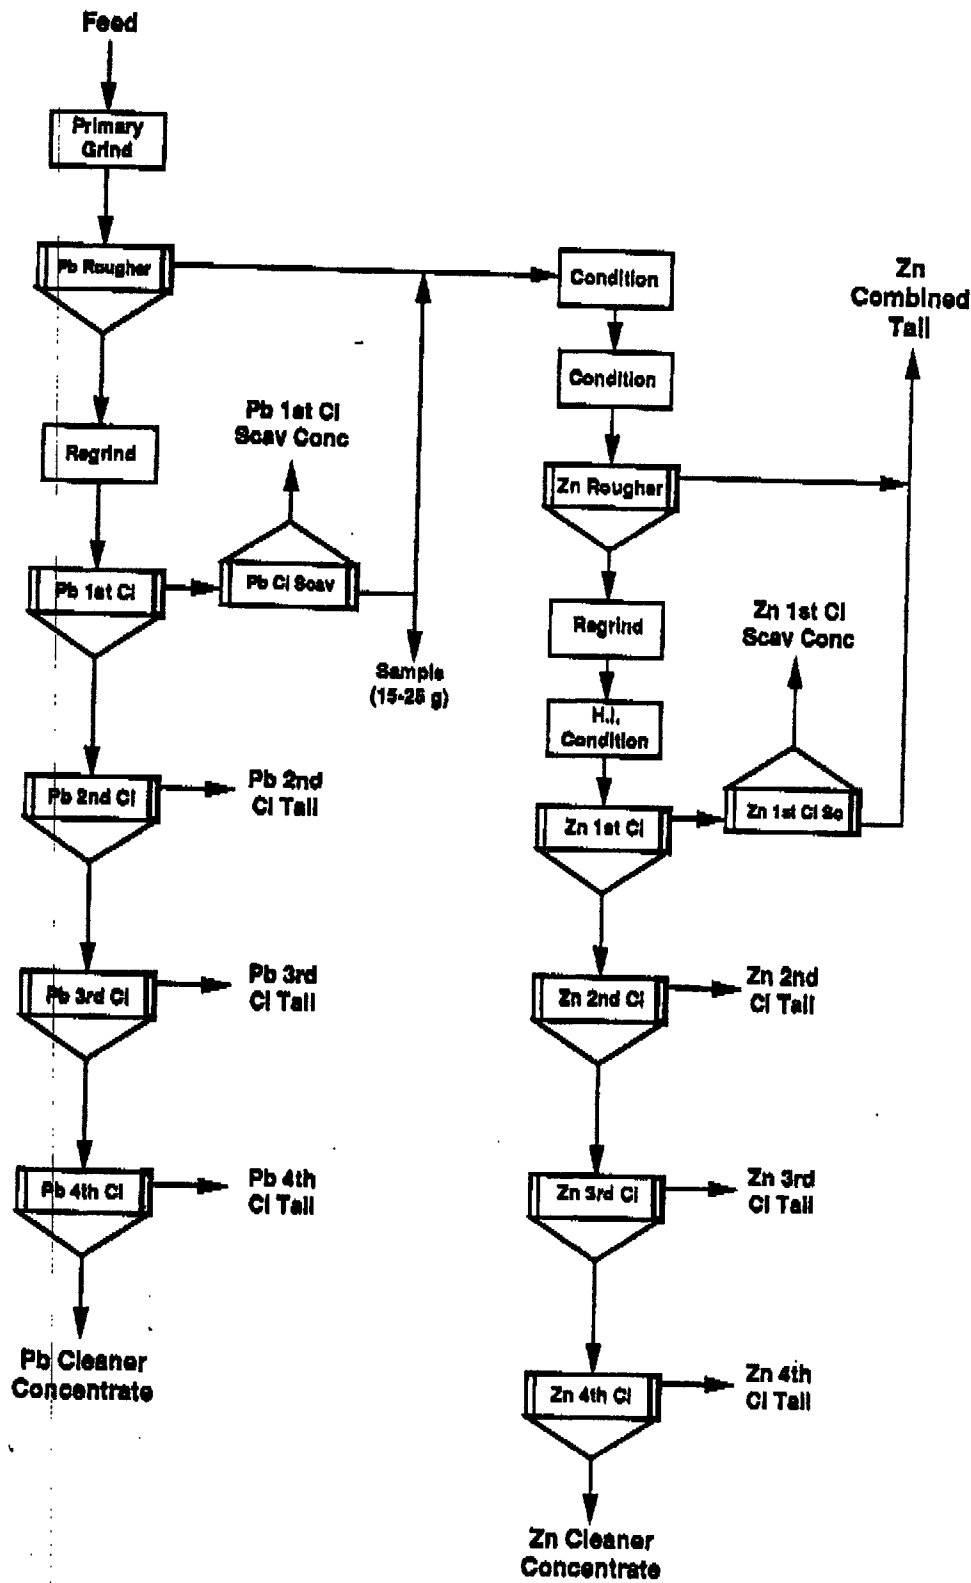 Feed
Primary
Grind
Pb Rougher
Regrind
Pb 1st Cl
Pb 1st Cl
Scav Conc
Pb Cl Scav
Sample
(15-25 g)
Pb 2nd Cl
Pb 2nd
Cl Tail
Pb 3rd Cl
Pb 3rd
Cl Tail
Pb 4th Cl
Pb 4th
Cl Tail
Pb Cleaner
Concentrate
Condition
Condition
Zn Rougher
Zn
Combined
Tail
Regrind
H.I.
Condition
Zn 1st Cl
Zn 1st Cl
Scav Conc
Zn 1st Cl Sc
Zn 2nd Cl
Zn 2nd
Cl Tail
Zn 3rd Cl
Zn 3rd
Cl Tail
Zn 4th Cl
Zn 4th
Cl Tail
Zn Cleaner
Concentrate